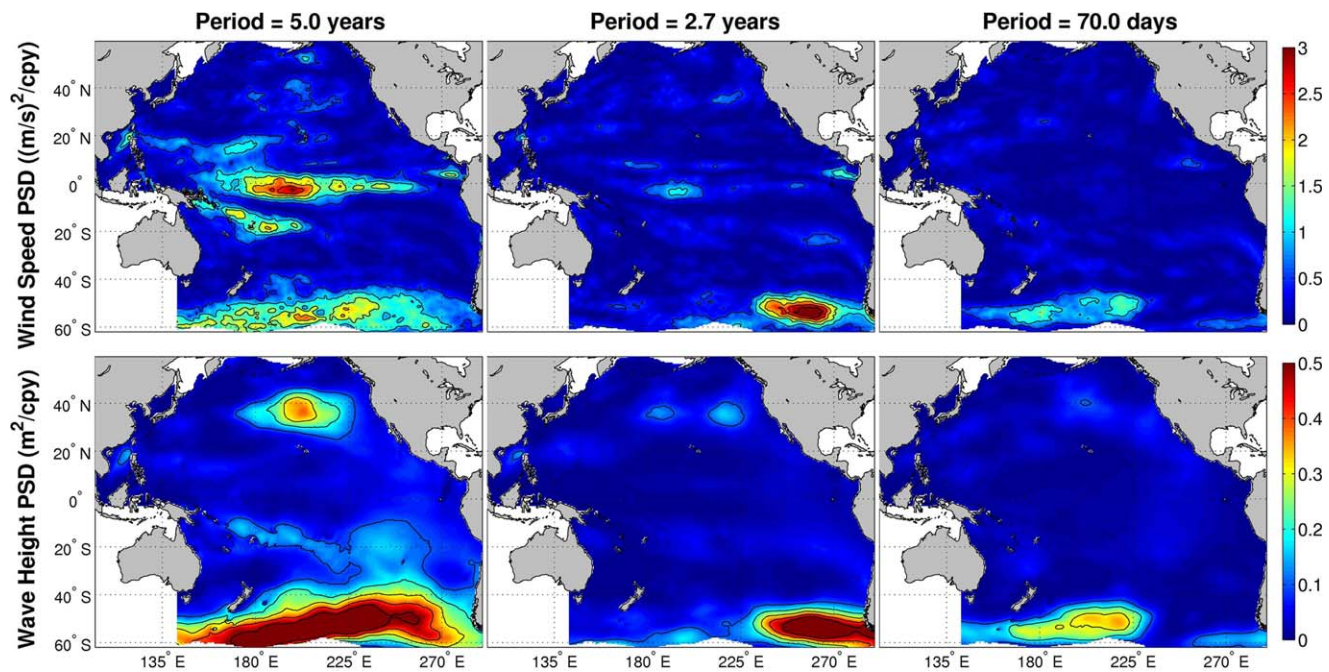 Period = 5.0 years
Period = 2.7 years
Period = 70.0 days
Wind Speed PSD ((m/s)²/cpy)
40° N
20° N
0°
20° S
40° S
60° S
3
2.5
2
1.5
1
0.5
0
Wave Height PSD (m²/cpy)
40° N
20° N
0°
20° S
40° S
60° S
0.5
0.4
0.3
0.2
0.1
0
135° E
180° E
225° E
270° E
135° E
180° E
225° E
270° E
135° E
180° E
225° E
270° E